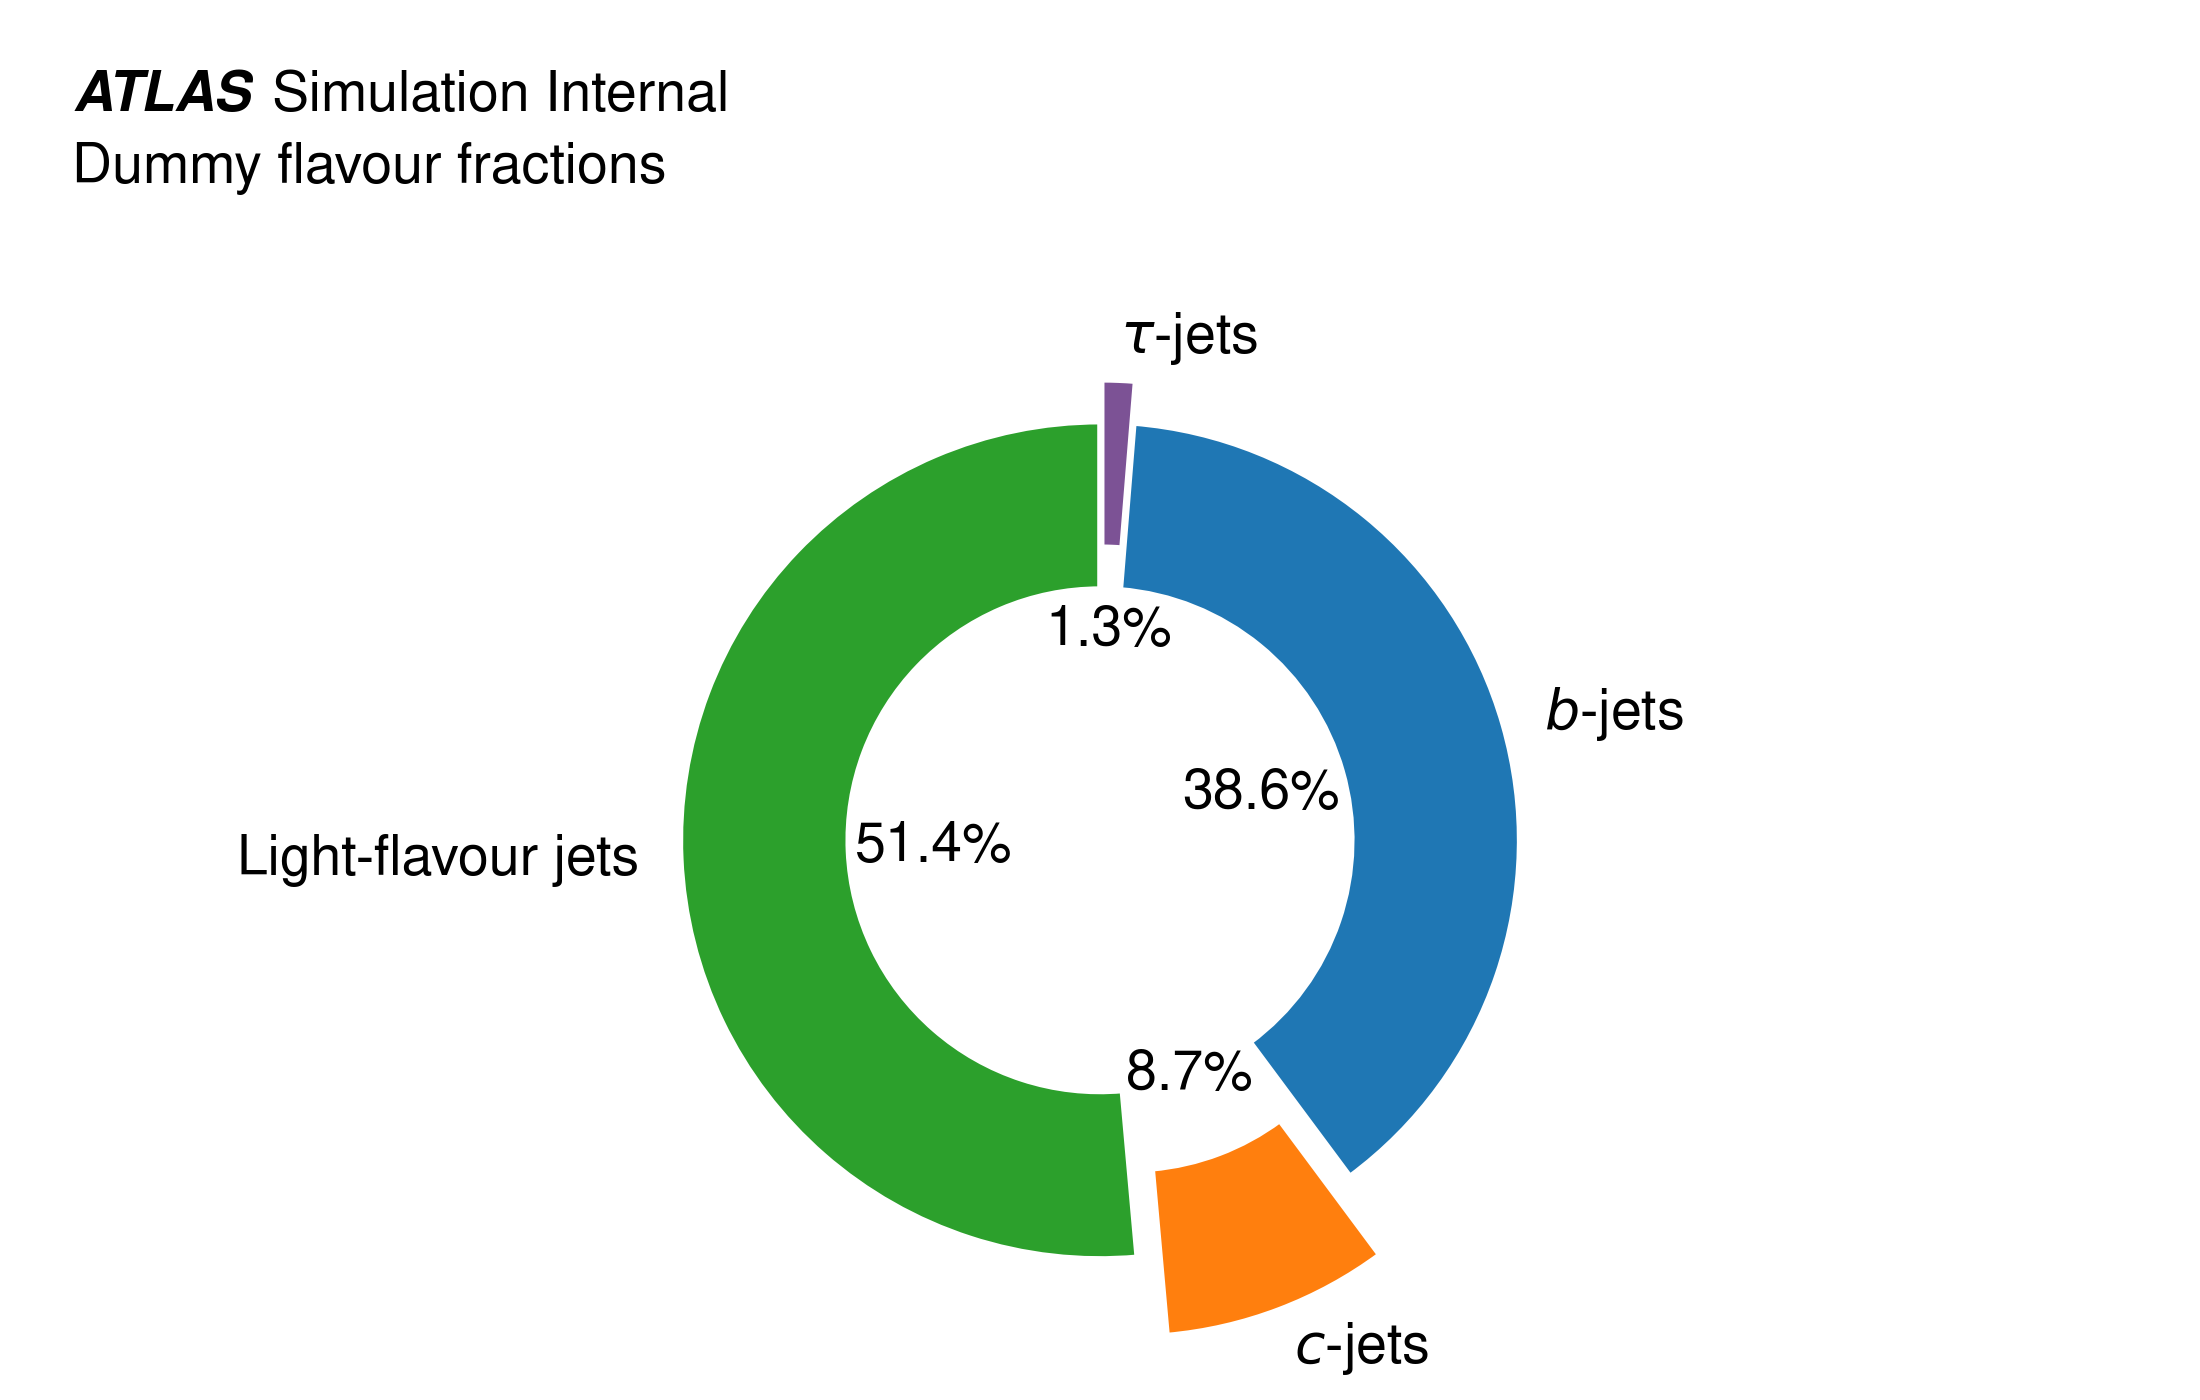 ATLAS Simulation Internal
Dummy flavour fractions
τ-jets
1.3%
b-jets
38.6%
Light-flavour jets
51.4%
8.7%
c-jets